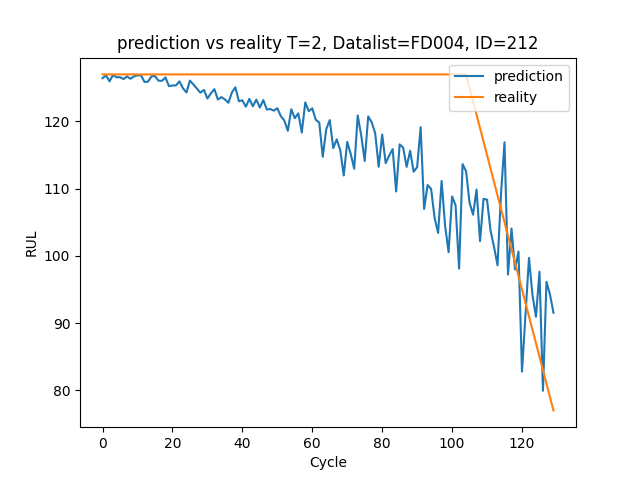 prediction vs reality T=2, Datalist=FD004, ID=212
prediction
reality
120
110
100
90
80
RUL
0 20 40 60 80 100 120
Cycle